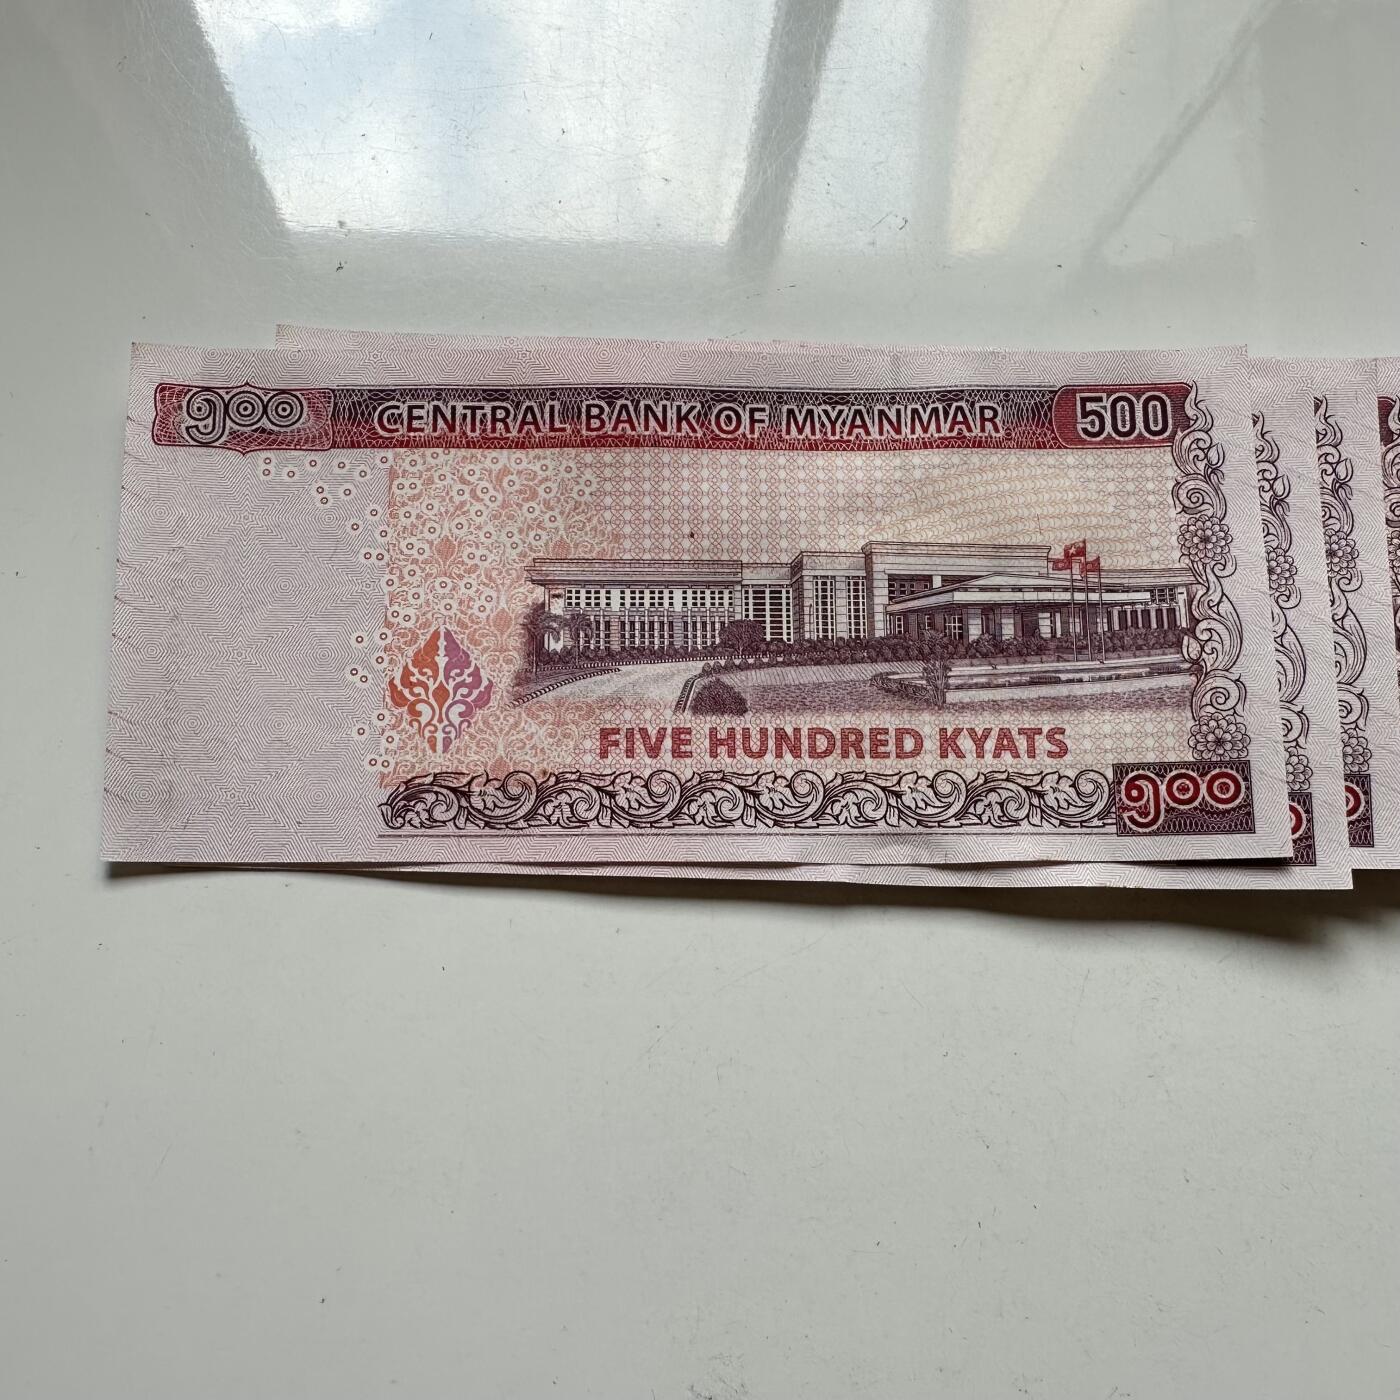 ၅၀၀ CENTRAL BANK OF MYANMAR 500
FIVE HUNDRED KYATS
၅၀၀